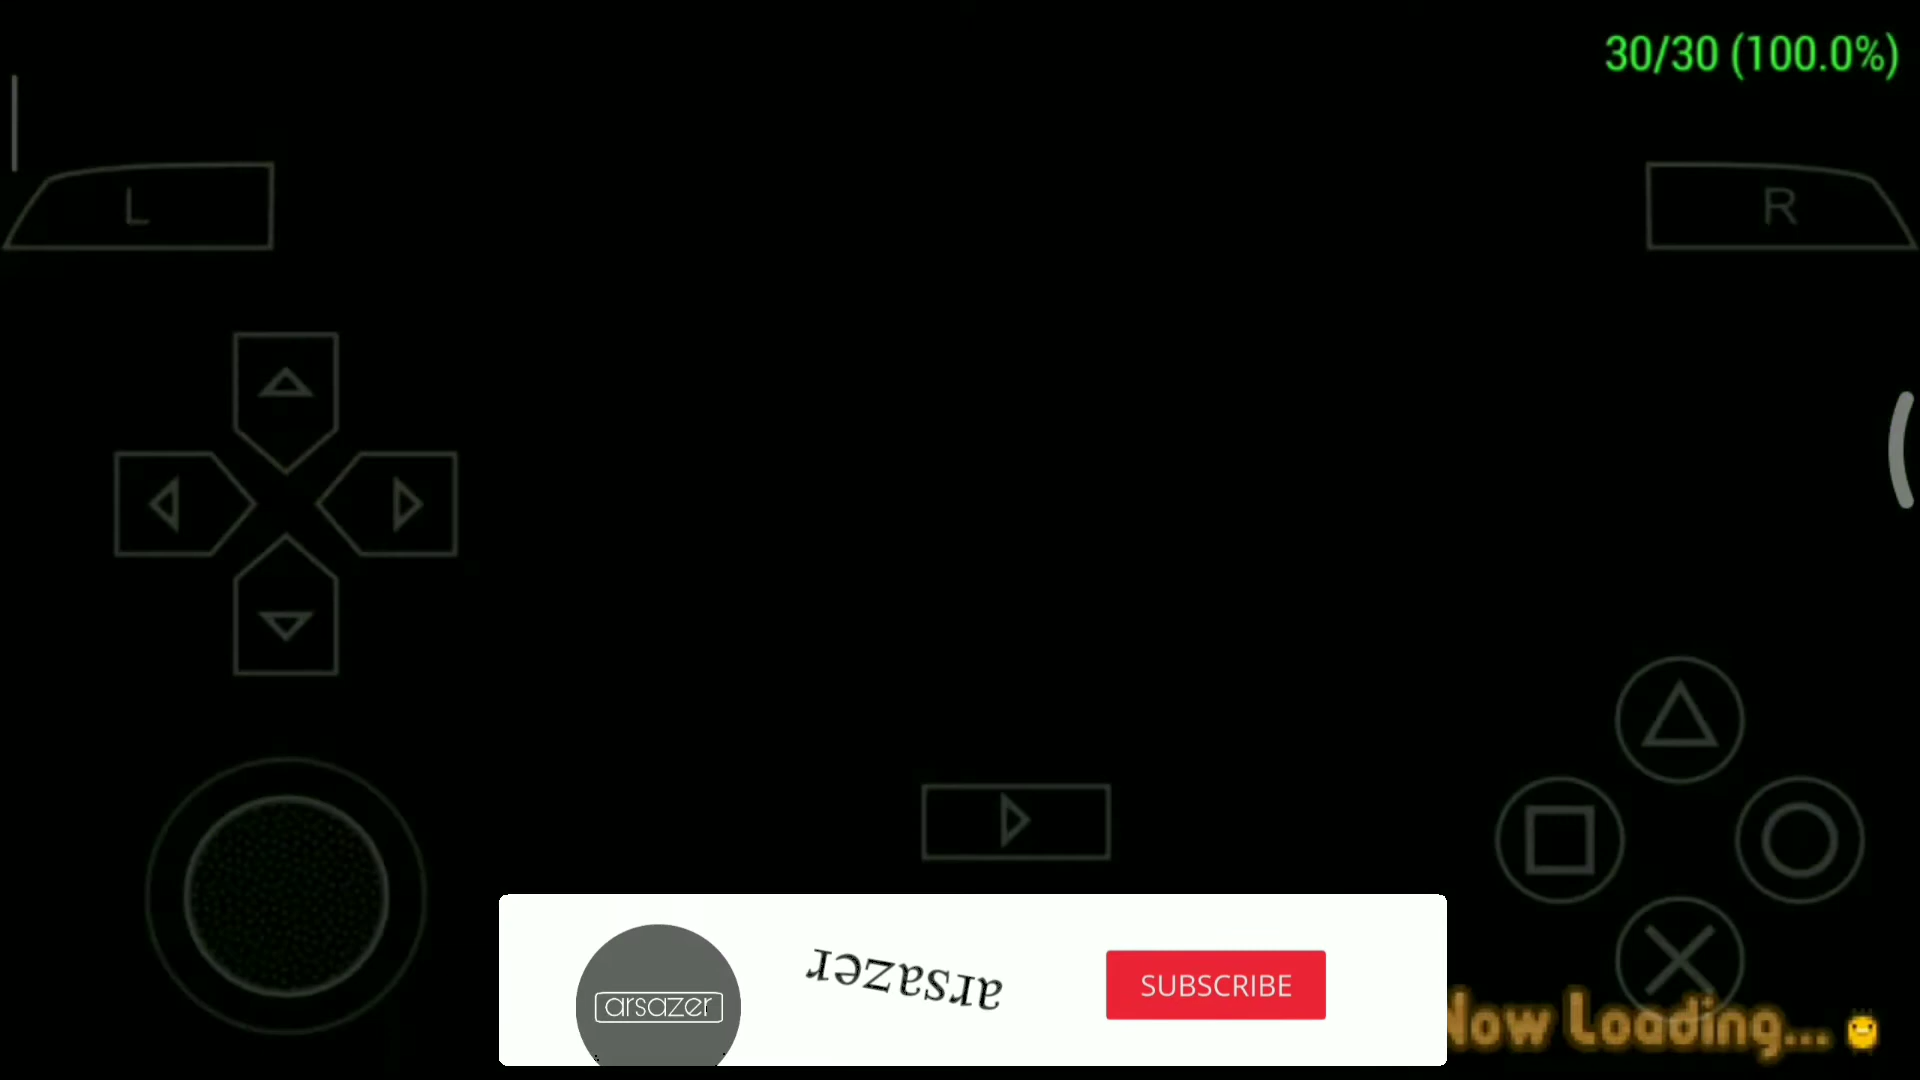 30/30 (100.0%)
L
R
arsazer
arsazer
SUBSCRIBE
Now Loading...